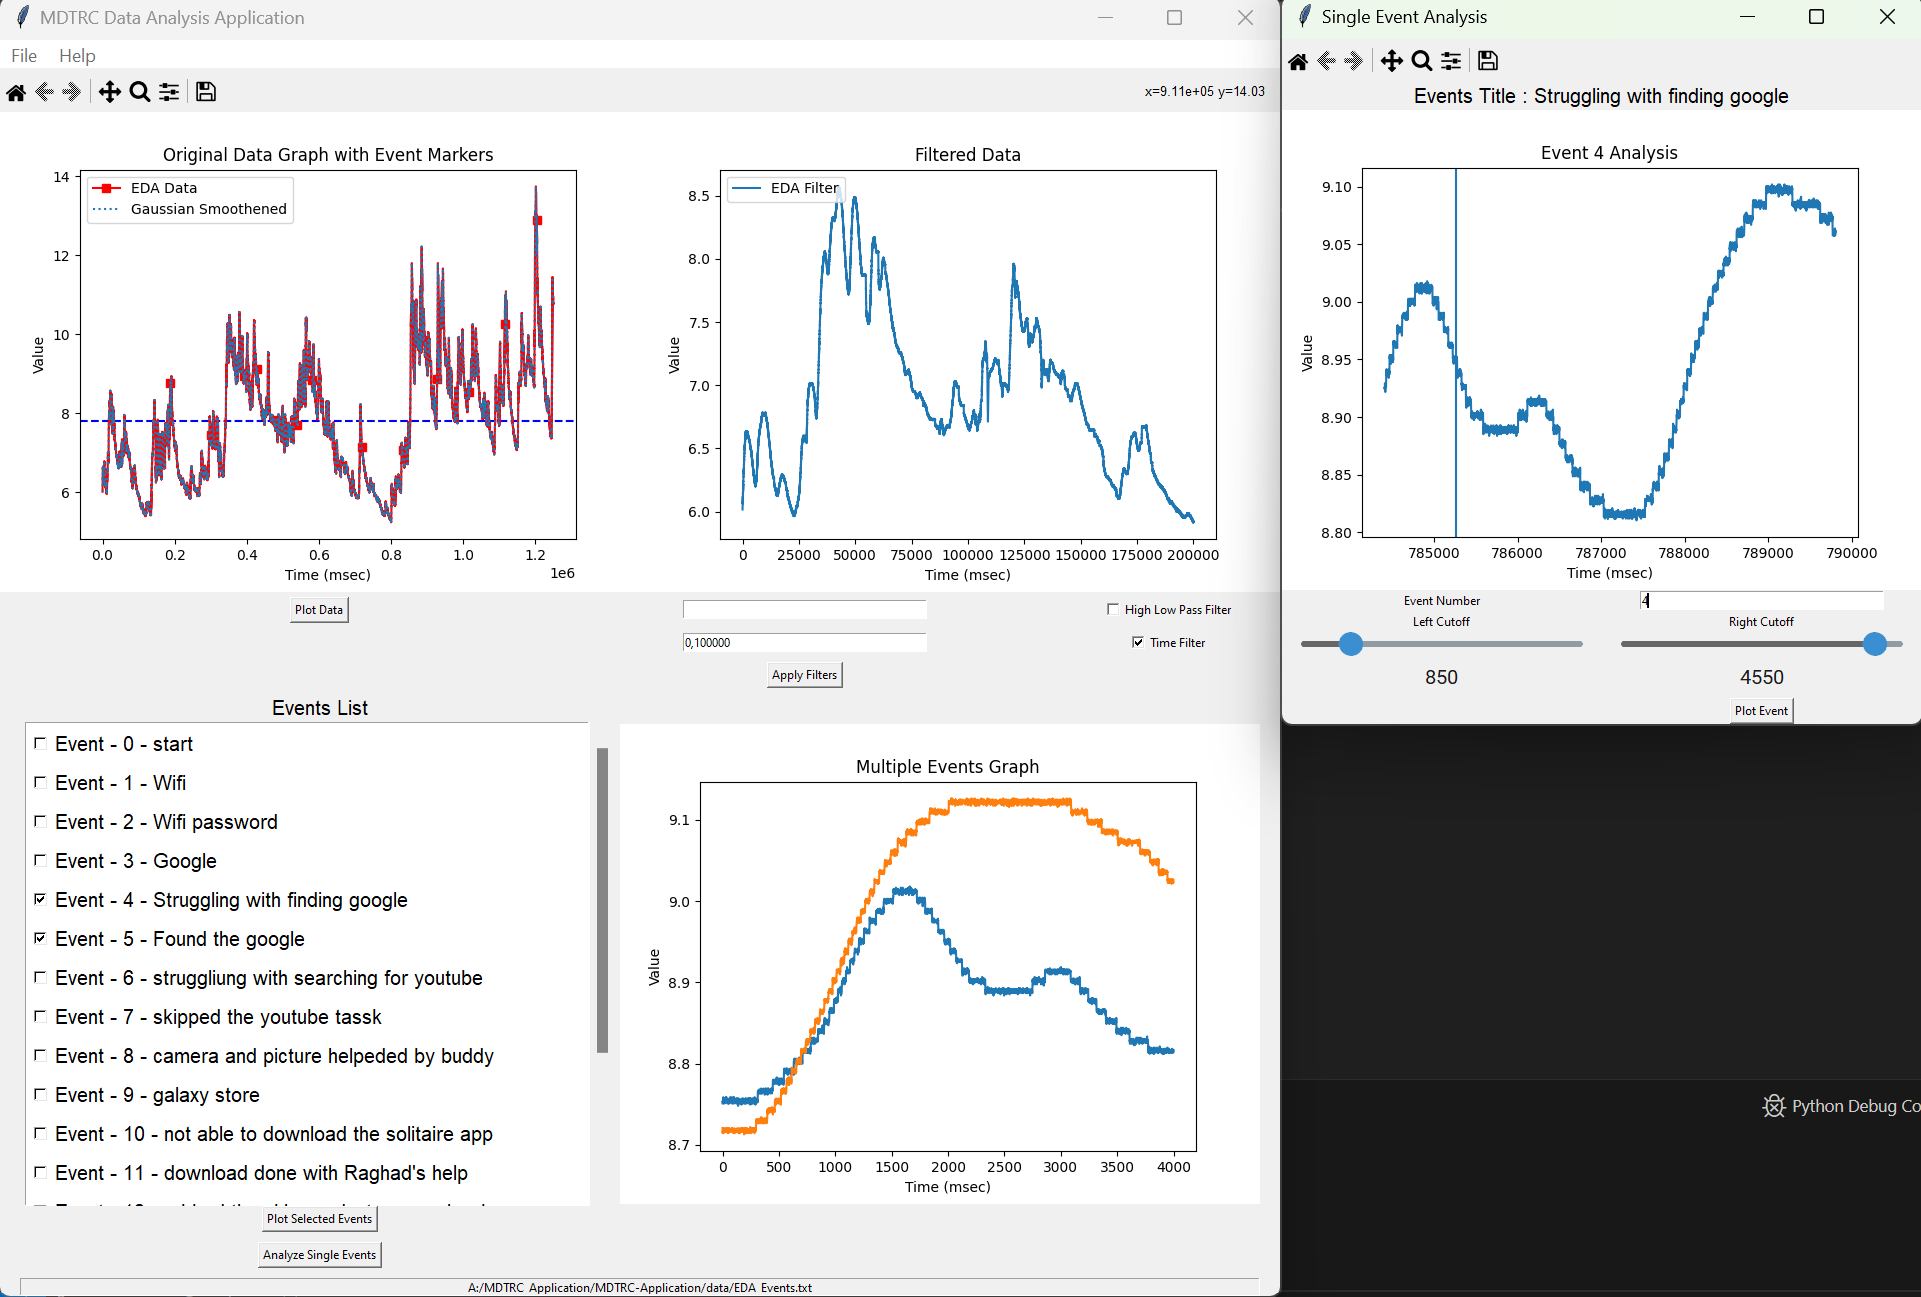 MDTRC Data Analysis Application
File Help
x=9.11e+05 y=14.03
Original Data Graph with Event Markers
EDA Data
Gaussian Smoothened
Value
14
12
10
8
6
0.0 0.2 0.4 0.6 0.8 1.0 1.2
1e6
Time (msec)
Filtered Data
EDA Filter
Value
8.5
8.0
7.5
7.0
6.5
6.0
0 25000 50000 75000 100000 125000 150000 175000 200000
Time (msec)
Plot Data
High Low Pass Filter
0,100000
Time Filter
Apply Filters
Events List
Event - 0 - start
Event - 1 - Wifi
Event - 2 - Wifi password
Event - 3 - Google
Event - 4 - Struggling with finding google
Event - 5 - Found the google
Event - 6 - struggliung with searching for youtube
Event - 7 - skipped the youtube tassk
Event - 8 - camera and picture helpeded by buddy
Event - 9 - galaxy store
Event - 10 - not able to download the solitaire app
Event - 11 - download done with Raghad's help
Plot Selected Events
Analyze Single Events
Multiple Events Graph
Value
9.1
9.0
8.9
8.8
8.7
0 500 1000 1500 2000 2500 3000 3500 4000
Time (msec)
A:/MDTRC Application/MDTRC-Application/data/EDA Events.txt
Single Event Analysis
Events Title : Struggling with finding google
Event 4 Analysis
Value
9.10
9.05
9.00
8.95
8.90
8.85
8.80
785000 786000 787000 788000 789000 790000
Time (msec)
Event Number
4
Left Cutoff Right Cutoff
850 4550
Plot Event
Python Debug Co